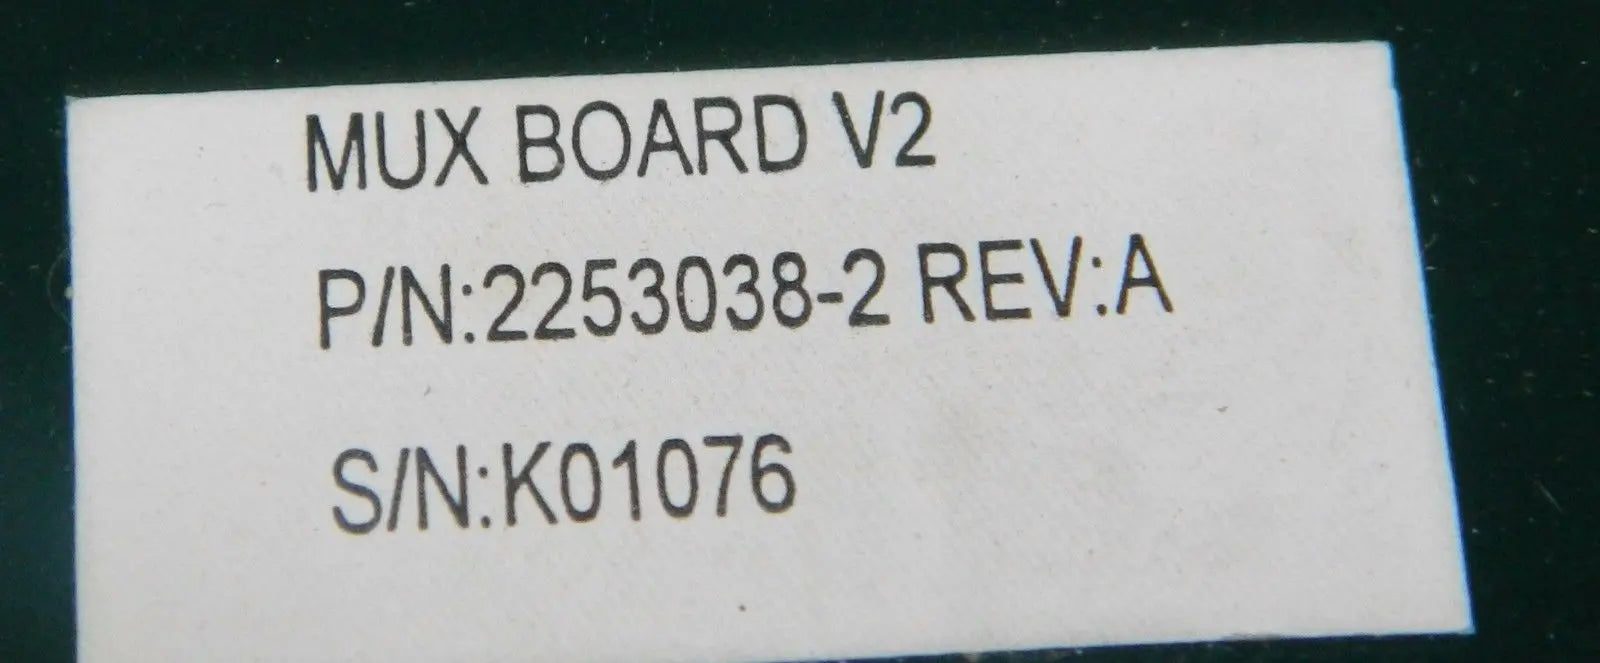 MUX BOARD V2
P/N:2253038-2 REV:A
S/N:K01076